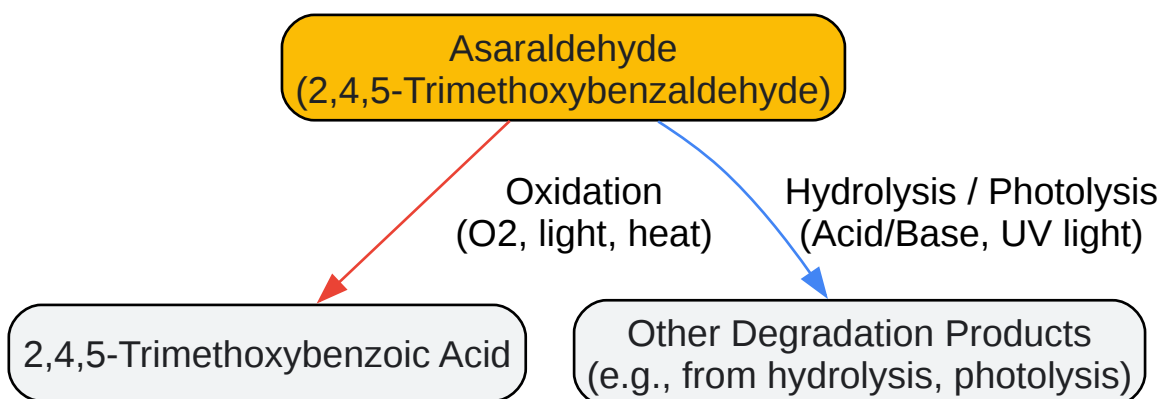 Asaraldehyde
(2,4,5-Trimethoxybenzaldehyde)
Oxidation
(O2, light, heat)
Hydrolysis / Photolysis
(Acid/Base, UV light)
2,4,5-Trimethoxybenzoic Acid
Other Degradation Products
(e.g., from hydrolysis, photolysis)